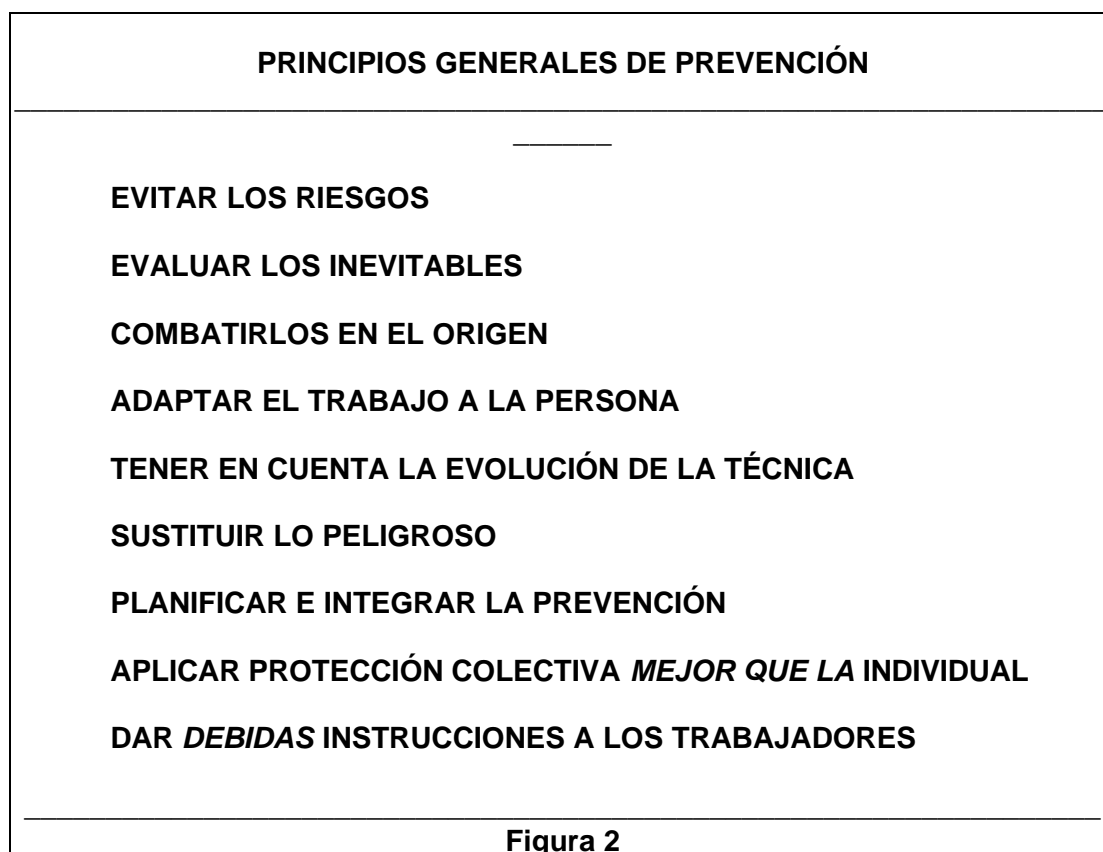 PRINCIPIOS GENERALES DE PREVENCIÓN
EVITAR LOS RIESGOS
EVALUAR LOS INEVITABLES
COMBATIRLOS EN EL ORIGEN
ADAPTAR EL TRABAJO A LA PERSONA
TENER EN CUENTA LA EVOLUCIÓN DE LA TÉCNICA
SUSTITUIR LO PELIGROSO
PLANIFICAR E INTEGRAR LA PREVENCIÓN
APLICAR PROTECCIÓN COLECTIVA MEJOR QUE LA INDIVIDUAL
DAR DEBIDAS INSTRUCCIONES A LOS TRABAJADORES
Figura 2